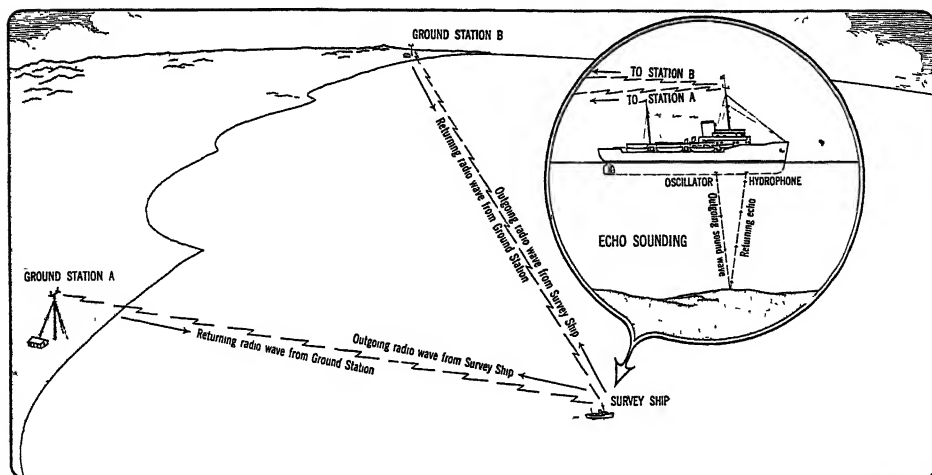 GROUND STATION B
TO STATION B
TO STATION A
OSCILLATOR
HYDROPHONE
Outgoing sound wave
Returning echo
ECHO SOUNDING
Returning radio wave from Ground Station
Outgoing radio wave from Survey Ship
GROUND STATION A
Returning radio wave from Ground Station
Outgoing radio wave from Survey Ship
SURVEY SHIP